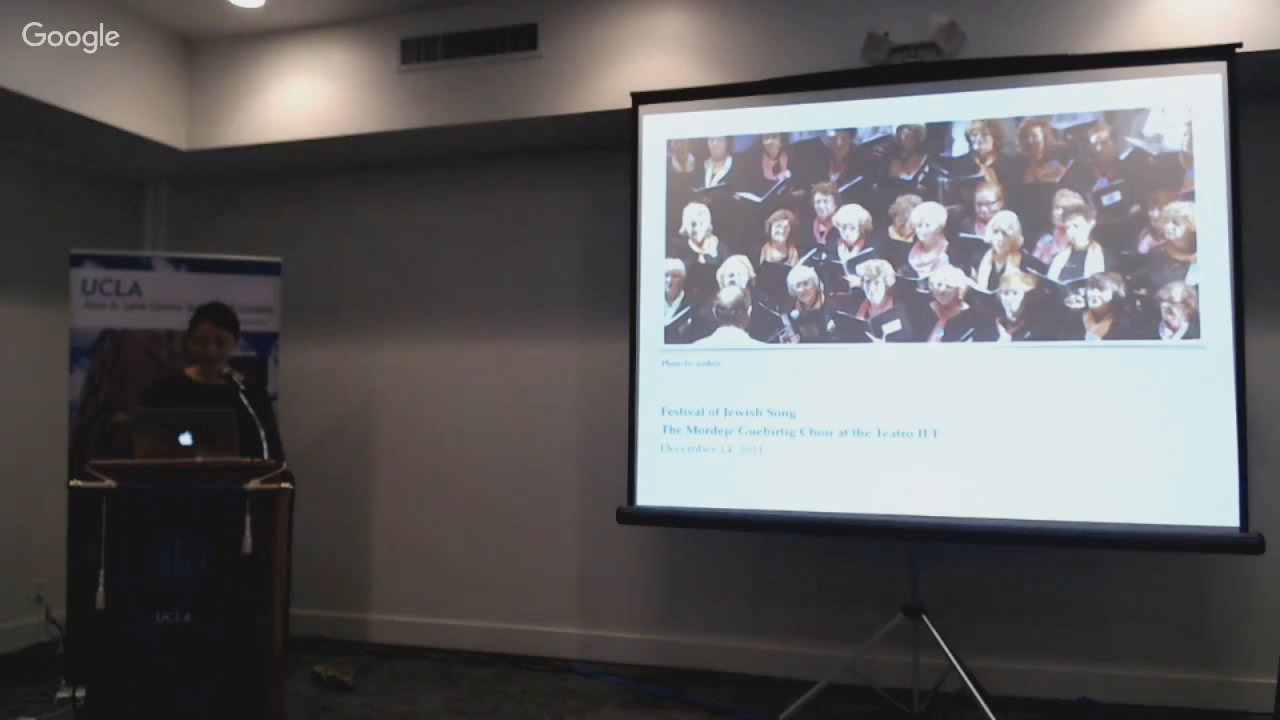 Google
UCLA
UCLA
Photo by author
Festival of Jewish Song
The Mordeje Guebirtig Choir at the Teatro IFT
December 14, 2011